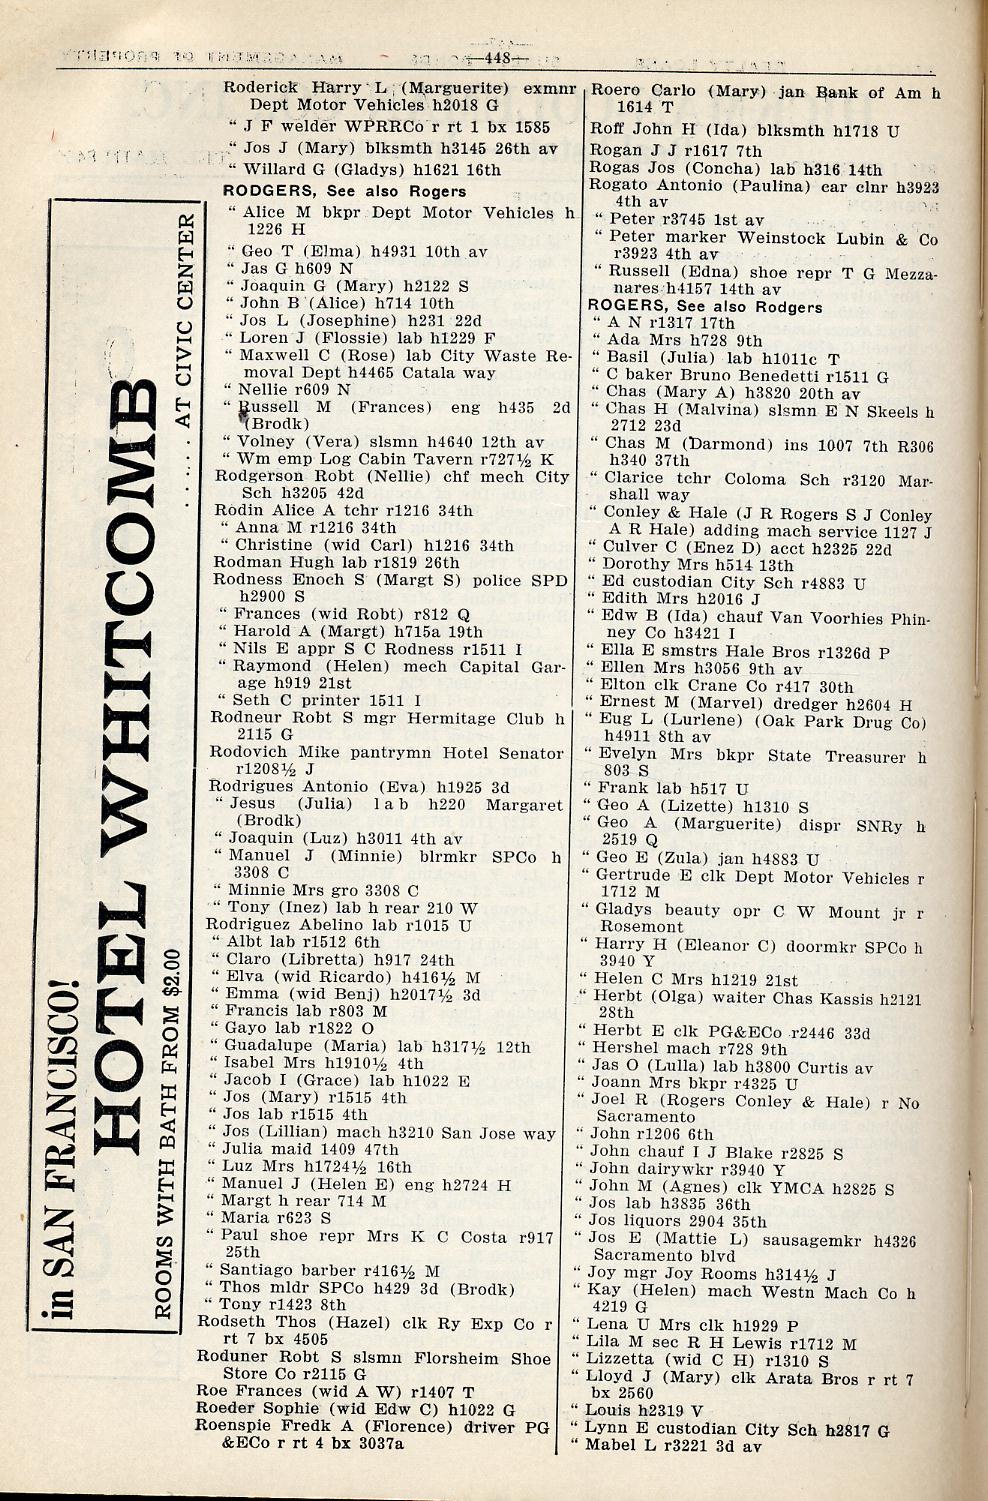 —448—
in SAN FRANCISCO!
HOTEL WHITCOMB
ROOMS WITH BATH FROM $2.00
..... AT CIVIC CENTER
Roderick Harry L (Marguerite) exmnr
Dept Motor Vehicles h2018 G
“ J F welder WPRRCo r rt 1 bx 1585
“ Jos J (Mary) blksmth h3145 26th av
“ Willard G (Gladys) h1621 16th
RODGERS, See also Rogers
“ Alice M bkpr Dept Motor Vehicles h
1226 H
“ Geo T (Elma) h4931 10th av
“ Jas G h609 N
“ Joaquin G (Mary) h2122 S
“ John B (Alice) h714 10th
“ Jos L (Josephine) h231 22d
“ Loren J (Flossie) lab h1229 F
“ Maxwell C (Rose) lab City Waste Re-
moval Dept h4465 Catala way
“ Nellie r609 N
“ Russell M (Frances) eng h435 2d
(Brodk)
“ Volney (Vera) slsmn h4640 12th av
“ Wm emp Log Cabin Tavern r727½ K
Rodgerson Robt (Nellie) chf mech City
Sch h3205 42d
Rodin Alice A tchr r1216 34th
“ Anna M r1216 34th
“ Christine (wid Carl) h1216 34th
Rodman Hugh lab r1819 26th
Rodness Enoch S (Margt S) police SPD
h2900 S
“ Frances (wid Robt) r812 Q
“ Harold A (Margt) h715a 19th
“ Nils E appr S C Rodness r1511 I
“ Raymond (Helen) mech Capital Gar-
age h919 21st
“ Seth C printer 1511 I
Rodneur Robt S mgr Hermitage Club h
2115 G
Rodovich Mike pantrymn Hotel Senator
r1208½ J
Rodrigues Antonio (Eva) h1925 3d
“ Jesus (Julia) lab h220 Margaret
(Brodk)
“ Joaquin (Luz) h3011 4th av
“ Manuel J (Minnie) blrmkr SPCo h
3308 C
“ Minnie Mrs gro 3308 C
“ Tony (Inez) lab h rear 210 W
Rodriguez Abelino lab r1015 U
“ Albt lab r1512 6th
“ Claro (Libretta) h917 24th
“ Elva (wid Ricardo) h416½ M
“ Emma (wid Benj) h2017½ 3d
“ Francis lab r803 M
“ Gayo lab r1822 O
“ Guadalupe (Maria) lab h317½ 12th
“ Isabel Mrs h1910½ 4th
“ Jacob I (Grace) lab h1022 E
“ Jos (Mary) r1515 4th
“ Jos lab r1515 4th
“ Jos (Lillian) mach h3210 San Jose way
“ Julia maid 1409 47th
“ Luz Mrs h1724½ 16th
“ Manuel J (Helen E) eng h2724 H
“ Margt h rear 714 M
“ Maria r623 S
“ Paul shoe repr Mrs K C Costa r917
25th
“ Santiago barber r416½ M
“ Thos mldr SPCo h429 3d (Brodk)
“ Tony r1423 8th
Rodseth Thos (Hazel) clk Ry Exp Co r
rt 7 bx 4505
Roduner Robt S slsmn Florsheim Shoe
Store Co r2115 G
Roe Frances (wid A W) r1407 T
Roeder Sophie (wid Edw C) h1022 G
Roenspie Fredk A (Florence) driver PG
&ECo r rt 4 bx 3037a
Roero Carlo (Mary) jan Bank of Am h
1614 T
Roff John H (Ida) blksmth h1718 U
Rogan J J r1617 7th
Rogas Jos (Concha) lab h316 14th
Rogato Antonio (Paulina) car clnr h3923
4th av
“ Peter r3745 1st av
“ Peter marker Weinstock Lubin & Co
r3923 4th av
“ Russell (Edna) shoe repr T G Mezza-
nares h4157 14th av
ROGERS, See also Rodgers
“ A N r1317 17th
“ Ada Mrs h728 9th
“ Basil (Julia) lab h1011c T
“ C baker Bruno Benedetti r1511 G
“ Chas (Mary A) h3820 20th av
“ Chas H (Malvina) slsmn E N Skeels h
2712 23d
“ Chas M (Darmond) ins 1007 7th R306
h340 37th
“ Clarice tchr Coloma Sch r3120 Mar-
shall way
“ Conley & Hale (J R Rogers S J Conley
A R Hale) adding mach service 1127 J
“ Culver C (Enez D) acct h2325 22d
“ Dorothy Mrs h514 13th
“ Ed custodian City Sch r4883 U
“ Edith Mrs h2016 J
“ Edw B (Ida) chauf Van Voorhies Phin-
ney Co h3421 I
“ Ella E smstrs Hale Bros r1326d P
“ Ellen Mrs h3056 9th av
“ Elton clk Crane Co r417 30th
“ Ernest M (Marvel) dredger h2604 H
“ Eug L (Lurlene) (Oak Park Drug Co)
h4911 8th av
“ Evelyn Mrs bkpr State Treasurer h
803 S
“ Frank lab h517 U
“ Geo A (Lizette) h1310 S
“ Geo A (Marguerite) dispr SNRy h
2519 Q
“ Geo E (Zula) jan h4883 U
“ Gertrude E clk Dept Motor Vehicles r
1712 M
“ Gladys beauty opr C W Mount jr r
Rosemont
“ Harry H (Eleanor C) doormkr SPCo h
3940 Y
“ Helen C Mrs h1219 21st
“ Herbt (Olga) waiter Chas Kassis h2121
28th
“ Herbt E clk PG&ECo r2446 33d
“ Hershel mach r728 9th
“ Jas O (Lulla) lab h3800 Curtis av
“ Joann Mrs bkpr r4325 U
“ Joel R (Rogers Conley & Hale) r No
Sacramento
“ John r1206 6th
“ John chauf I J Blake r2825 S
“ John dairywkr r3940 Y
“ John M (Agnes) clk YMCA h2825 S
“ Jos lab h3835 36th
“ Jos liquors 2904 35th
“ Jos E (Mattie L) sausagemkr h4326
Sacramento blvd
“ Joy mgr Joy Rooms h314½ J
“ Kay (Helen) mach Westn Mach Co h
4219 G
“ Lena U Mrs clk h1929 P
“ Lila M sec R H Lewis r1712 M
“ Lizzetta (wid C H) r1310 S
“ Lloyd J (Mary) clk Arata Bros r rt 7
bx 2560
“ Louis h2319 V
“ Lynn E custodian City Sch h2817 G
“ Mabel L r3221 3d av